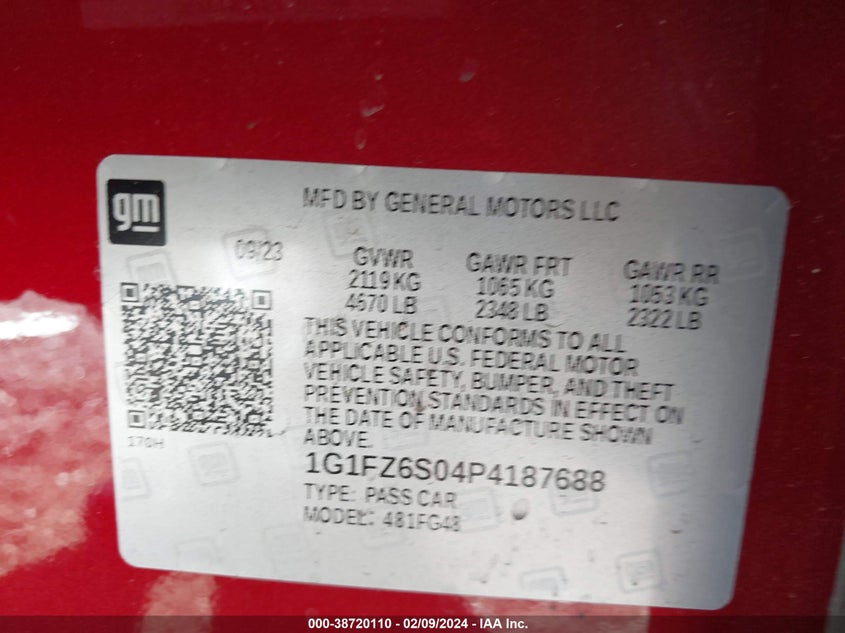 gm
MFD BY GENERAL MOTORS LLC
09/23
GVWR
2119 KG
4670 LB
GAWR FRT
1065 KG
2348 LB
GAWR RR
1053 KG
2322 LB
THIS VEHICLE CONFORMS TO ALL
APPLICABLE U.S. FEDERAL MOTOR
VEHICLE SAFETY, BUMPER, AND THEFT
PREVENTION STANDARDS IN EFFECT ON
THE DATE OF MANUFACTURE SHOWN
ABOVE.
170H
1G1FZ6S04P4187688
TYPE: PASS CAR
MODEL: 481FG48
000-38720110 - 02/09/2024 - IAA Inc.